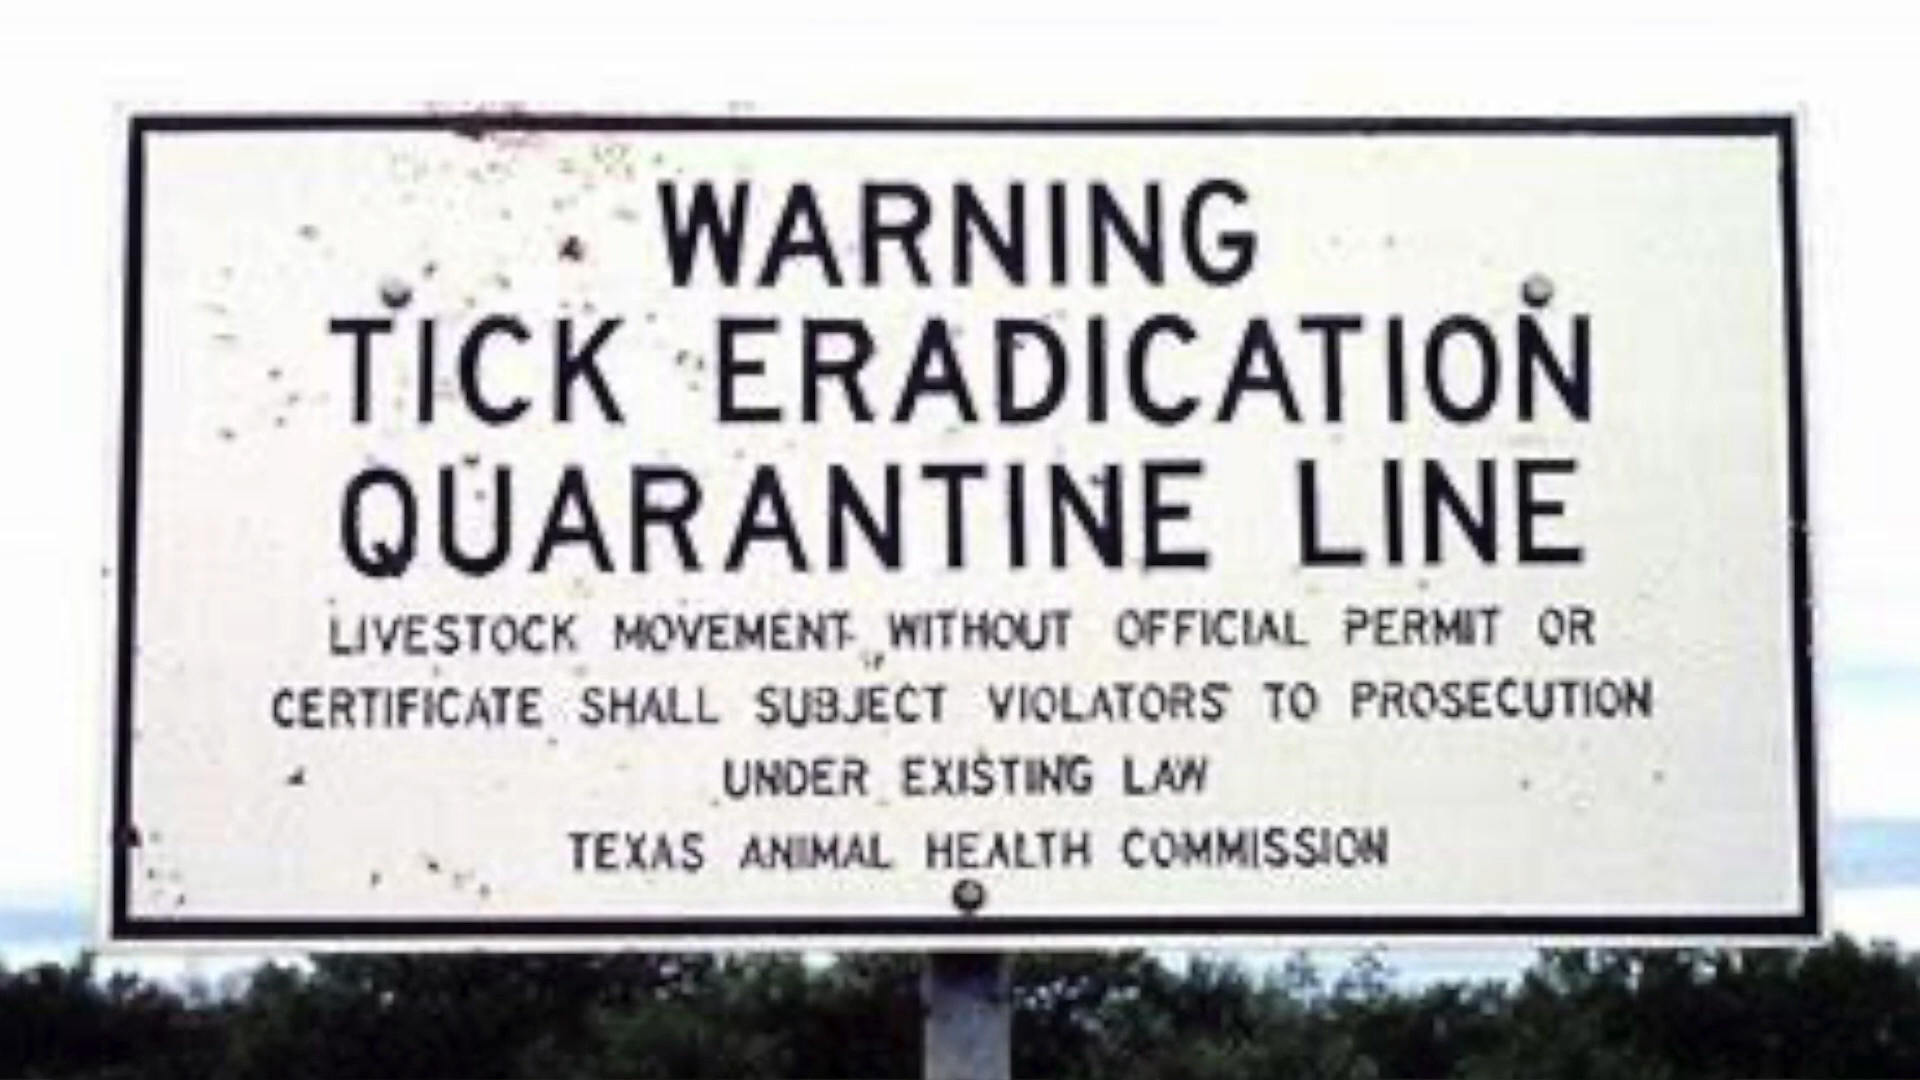 WARNING
TICK ERADICATION
QUARANTINE LINE
LIVESTOCK MOVEMENT WITHOUT OFFICIAL PERMIT OR
CERTIFICATE SHALL SUBJECT VIOLATORS TO PROSECUTION
UNDER EXISTING LAW
TEXAS ANIMAL HEALTH COMMISSION